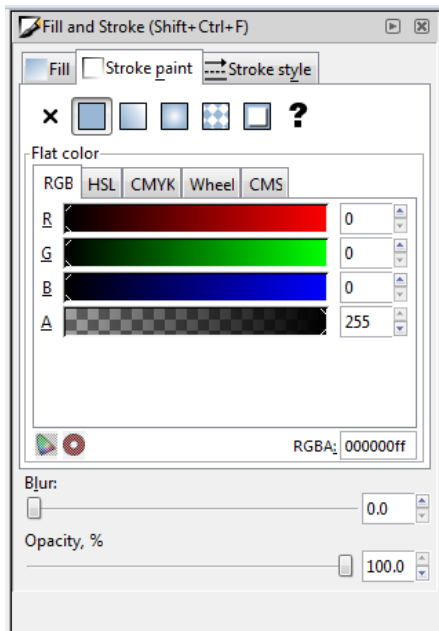 Fill and Stroke (Shift+Ctrl+F)
Fill Stroke paint Stroke style
?
Flat color
RGB HSL CMYK Wheel CMS
R 0
G 0
B 0
A 255
RGBA: 000000ff
Blur:
0.0
Opacity, %
100.0